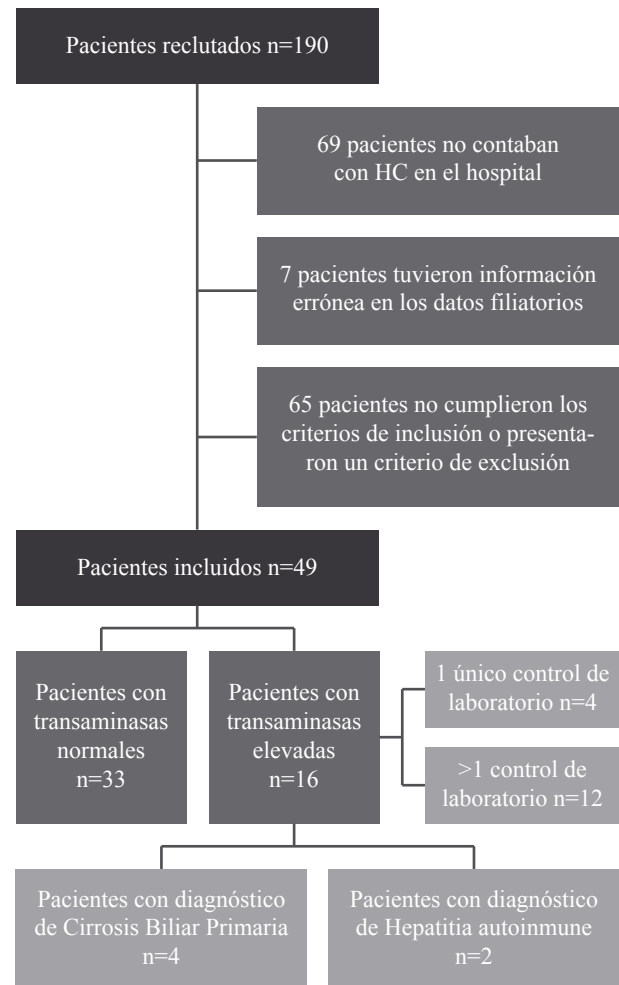 Pacientes reclutados n=190
69 pacientes no contaban
con HC en el hospital
7 pacientes tuvieron información
errónea en los datos filiatorios
65 pacientes no cumplieron los
criterios de inclusión o presenta-
ron un criterio de exclusión
Pacientes incluidos n=49
Pacientes con
transaminasas
normales
n=33
Pacientes con
transaminasas
elevadas
n=16
1 único control de
laboratorio n=4
>1 control de
laboratorio n=12
Pacientes con diagnóstico
de Cirrosis Biliar Primaria
n=4
Pacientes con diagnóstico
de Hepatitia autoinmune
n=2